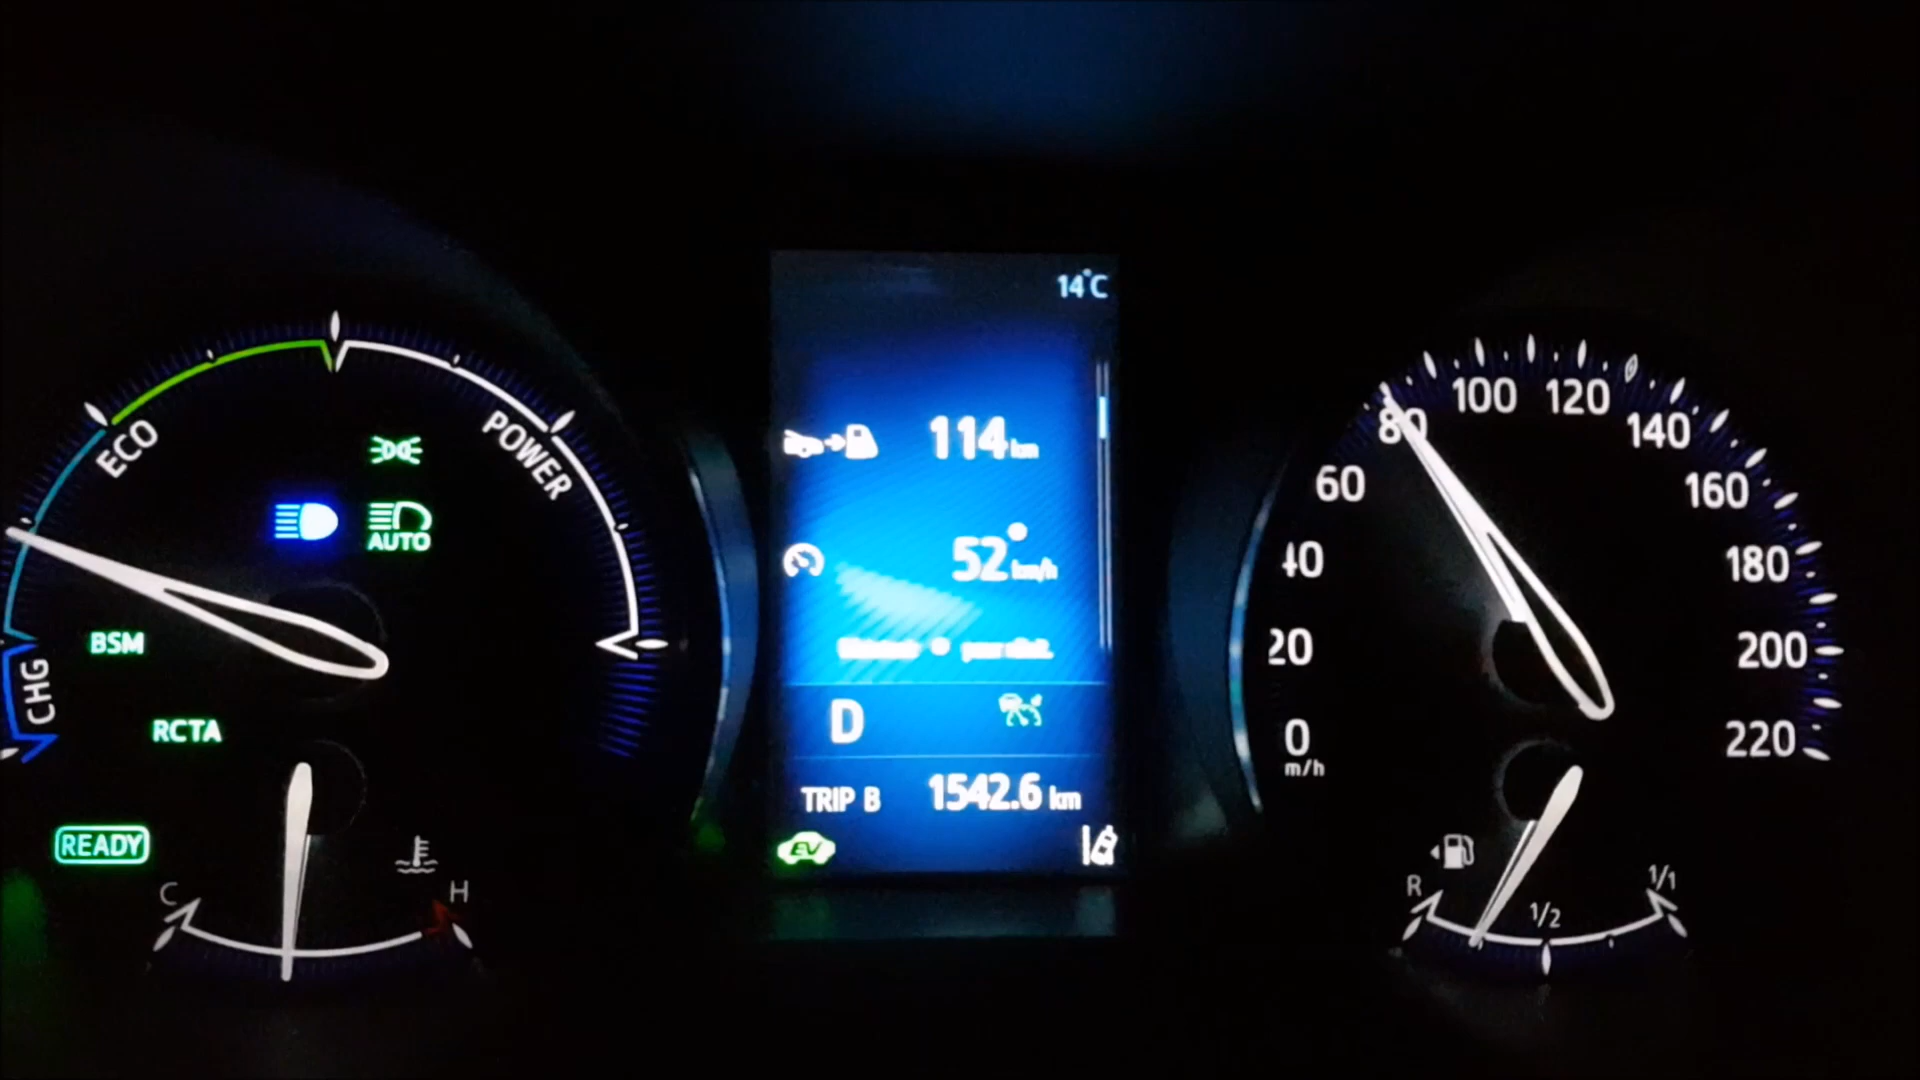 ECO
POWER
CHG
AUTO
BSM
RCTA
READY
C
H
14°C
114 km
52 km/h
D
TRIP B 1542.6 km
EV
0
20
40
60
80
100
120
140
160
180
200
220
m/h
R
1/2
1/1